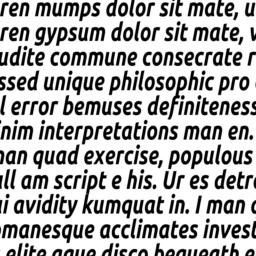 ren mumps dolor sit mate, u
ren gypsum dolor sit mate, v
udite commune consecrate r
ssed unique philosophic pro
l error bemuses definiteness
nim interpretations man en.
nan quad exercise, populous
ll am script e his. Ur es detr
ui avidity kumquat in. I man
omanesque acclimates invest
elite aque disco bequeath e